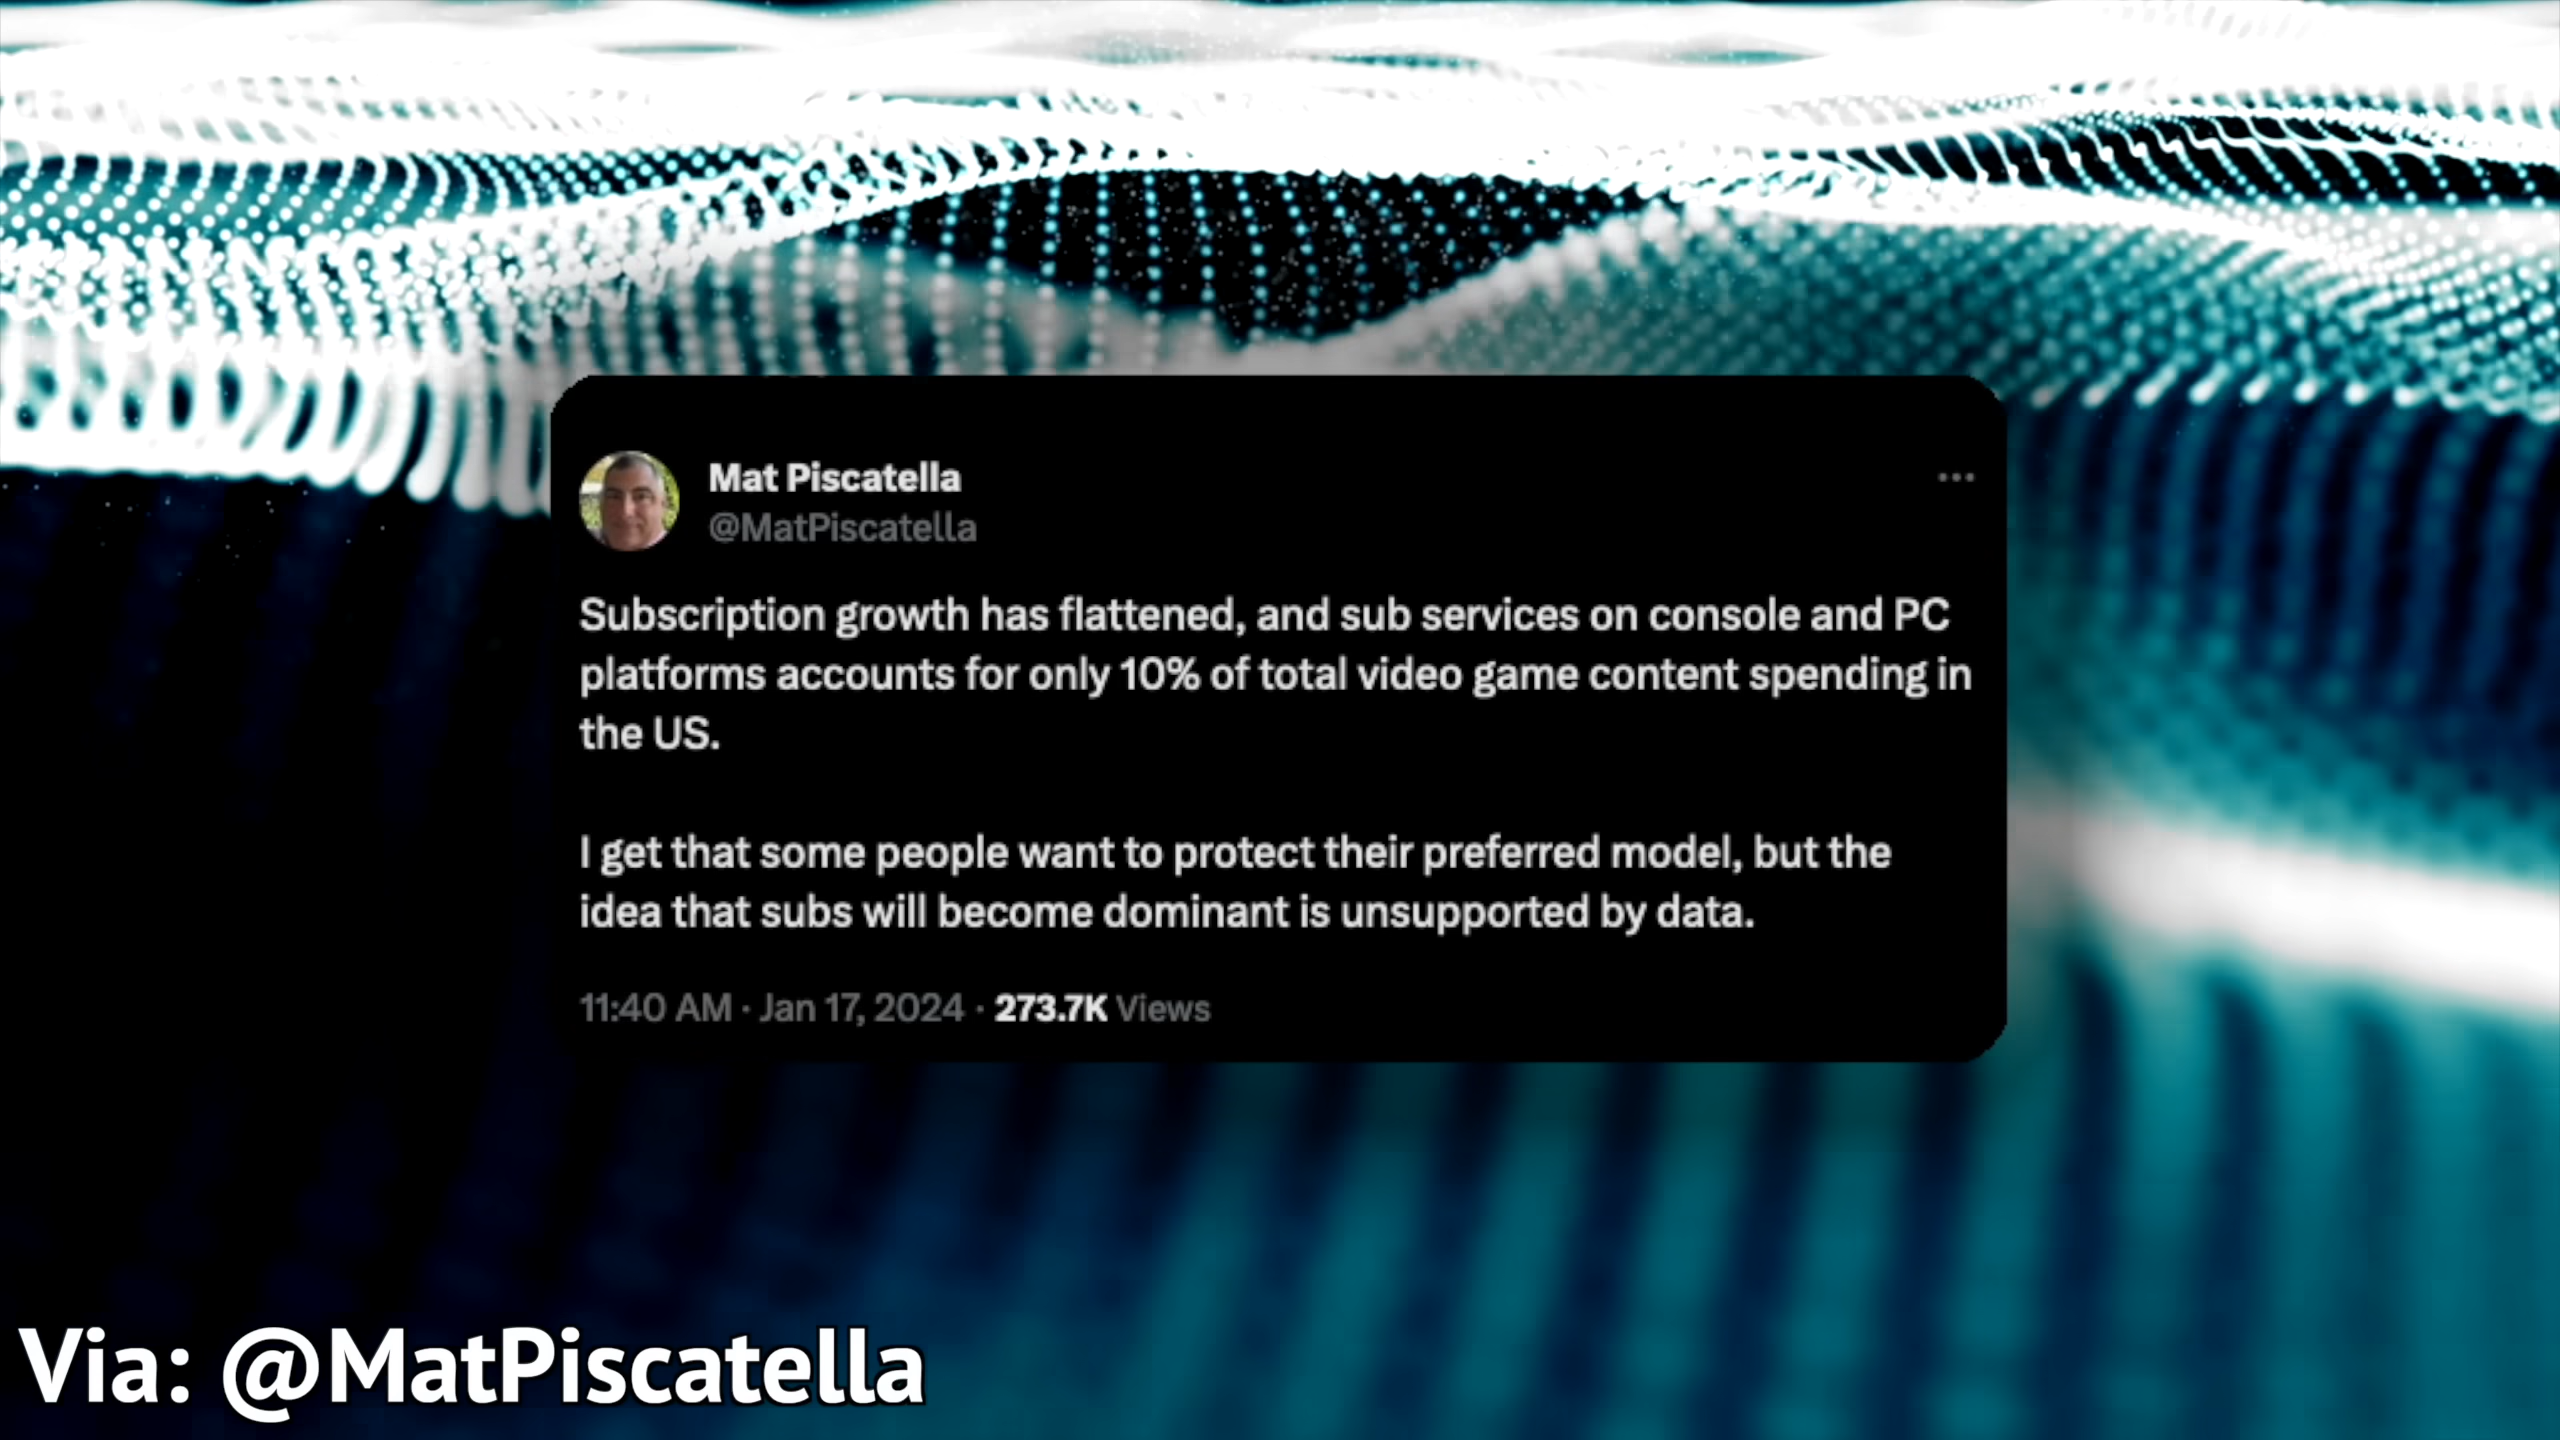 Mat Piscatella
@MatPiscatella
Subscription growth has flattened, and sub services on console and PC
platforms accounts for only 10% of total video game content spending in
the US.
I get that some people want to protect their preferred model, but the
idea that subs will become dominant is unsupported by data.
11:40 AM · Jan 17, 2024 · 273.7K Views
Via: @MatPiscatella